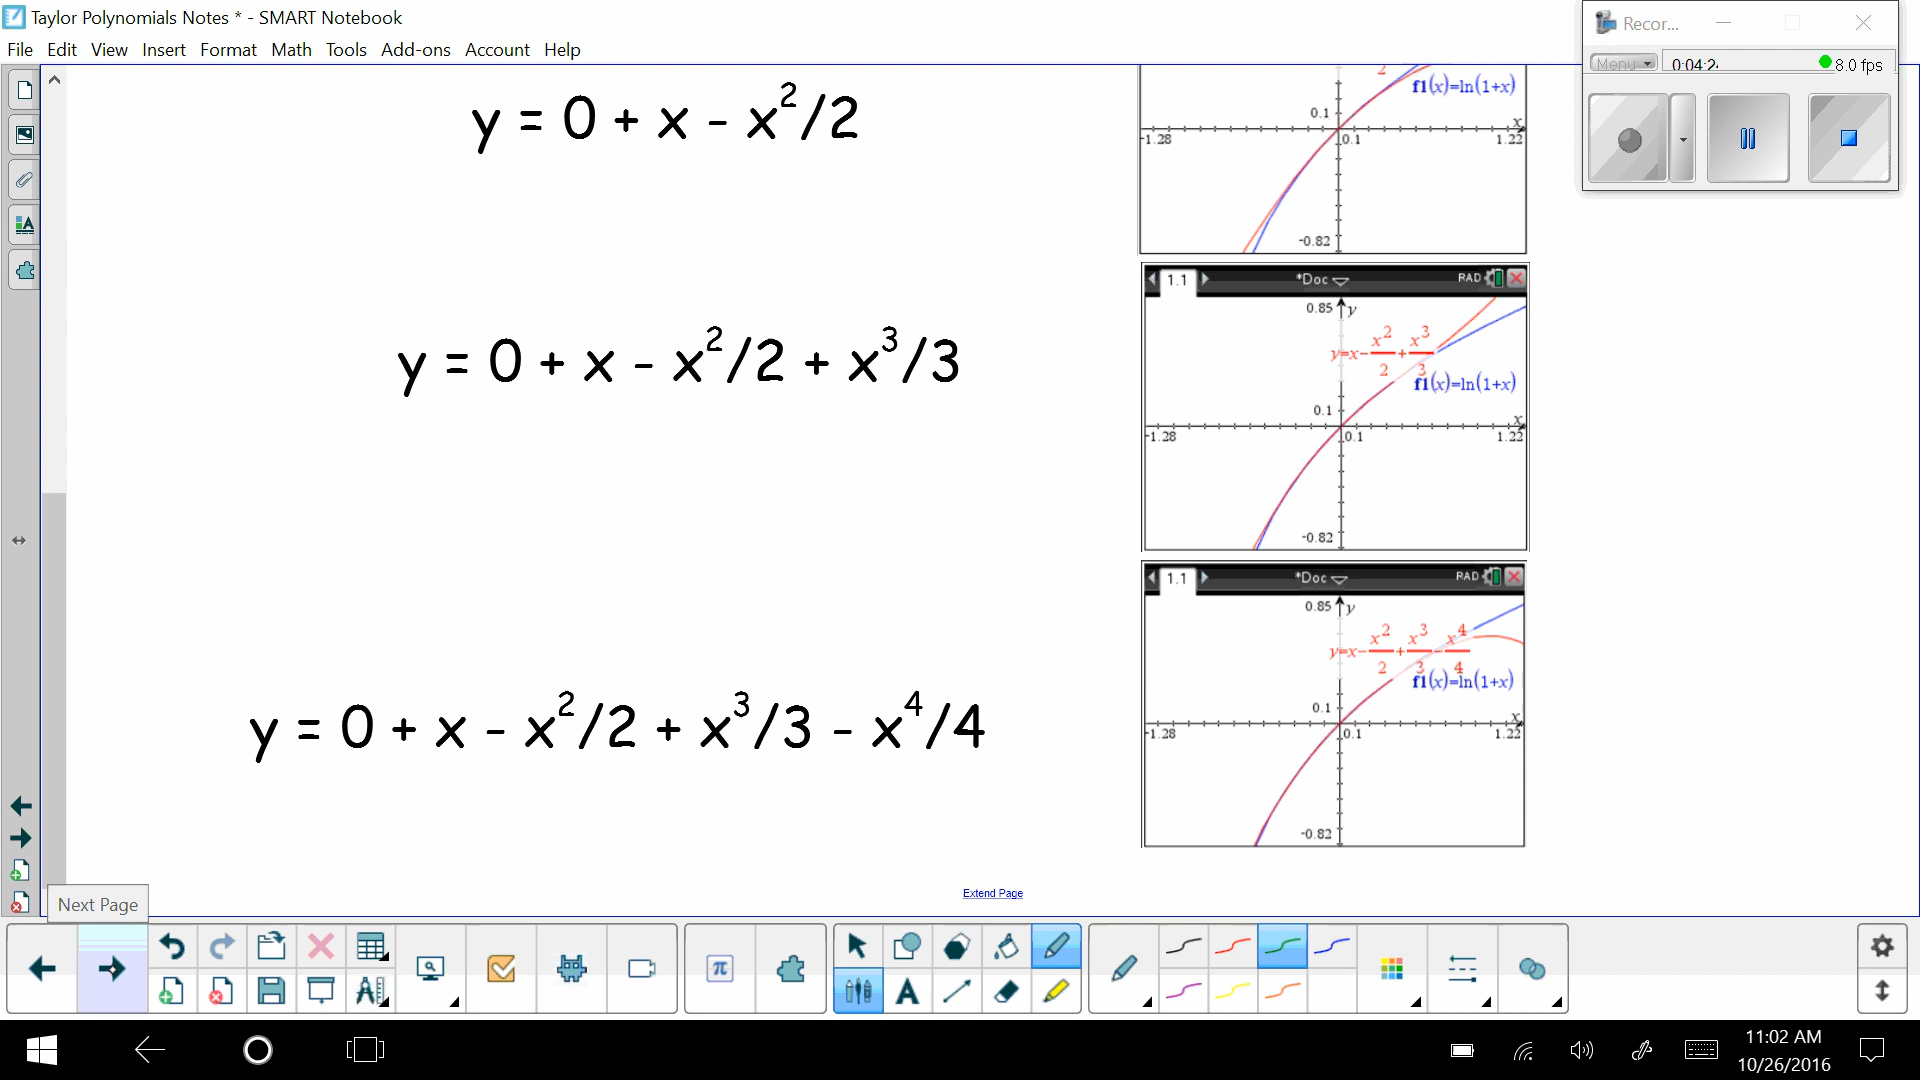 Taylor Polynomials Notes * - SMART Notebook
File Edit View Insert Format Math Tools Add-ons Account Help
Recor...
Menu 0:04:24 8.0 fps
y = 0 + x - x²/2
2
f1(x)=ln(1+x)
0.1
x
-1.28 0.1 1.22
-0.82
y = 0 + x - x²/2 + x³/3
1.1 *Doc RAD
0.85 y
y=x-x²/2+x³/3
f1(x)=ln(1+x)
0.1
x
-1.28 0.1 1.22
-0.82
y = 0 + x - x²/2 + x³/3 - x⁴/4
1.1 *Doc RAD
0.85 y
y=x-x²/2+x³/3-x⁴/4
f1(x)=ln(1+x)
0.1
x
-1.28 0.1 1.22
-0.82
Extend Page
Next Page
π
A
11:02 AM
10/26/2016